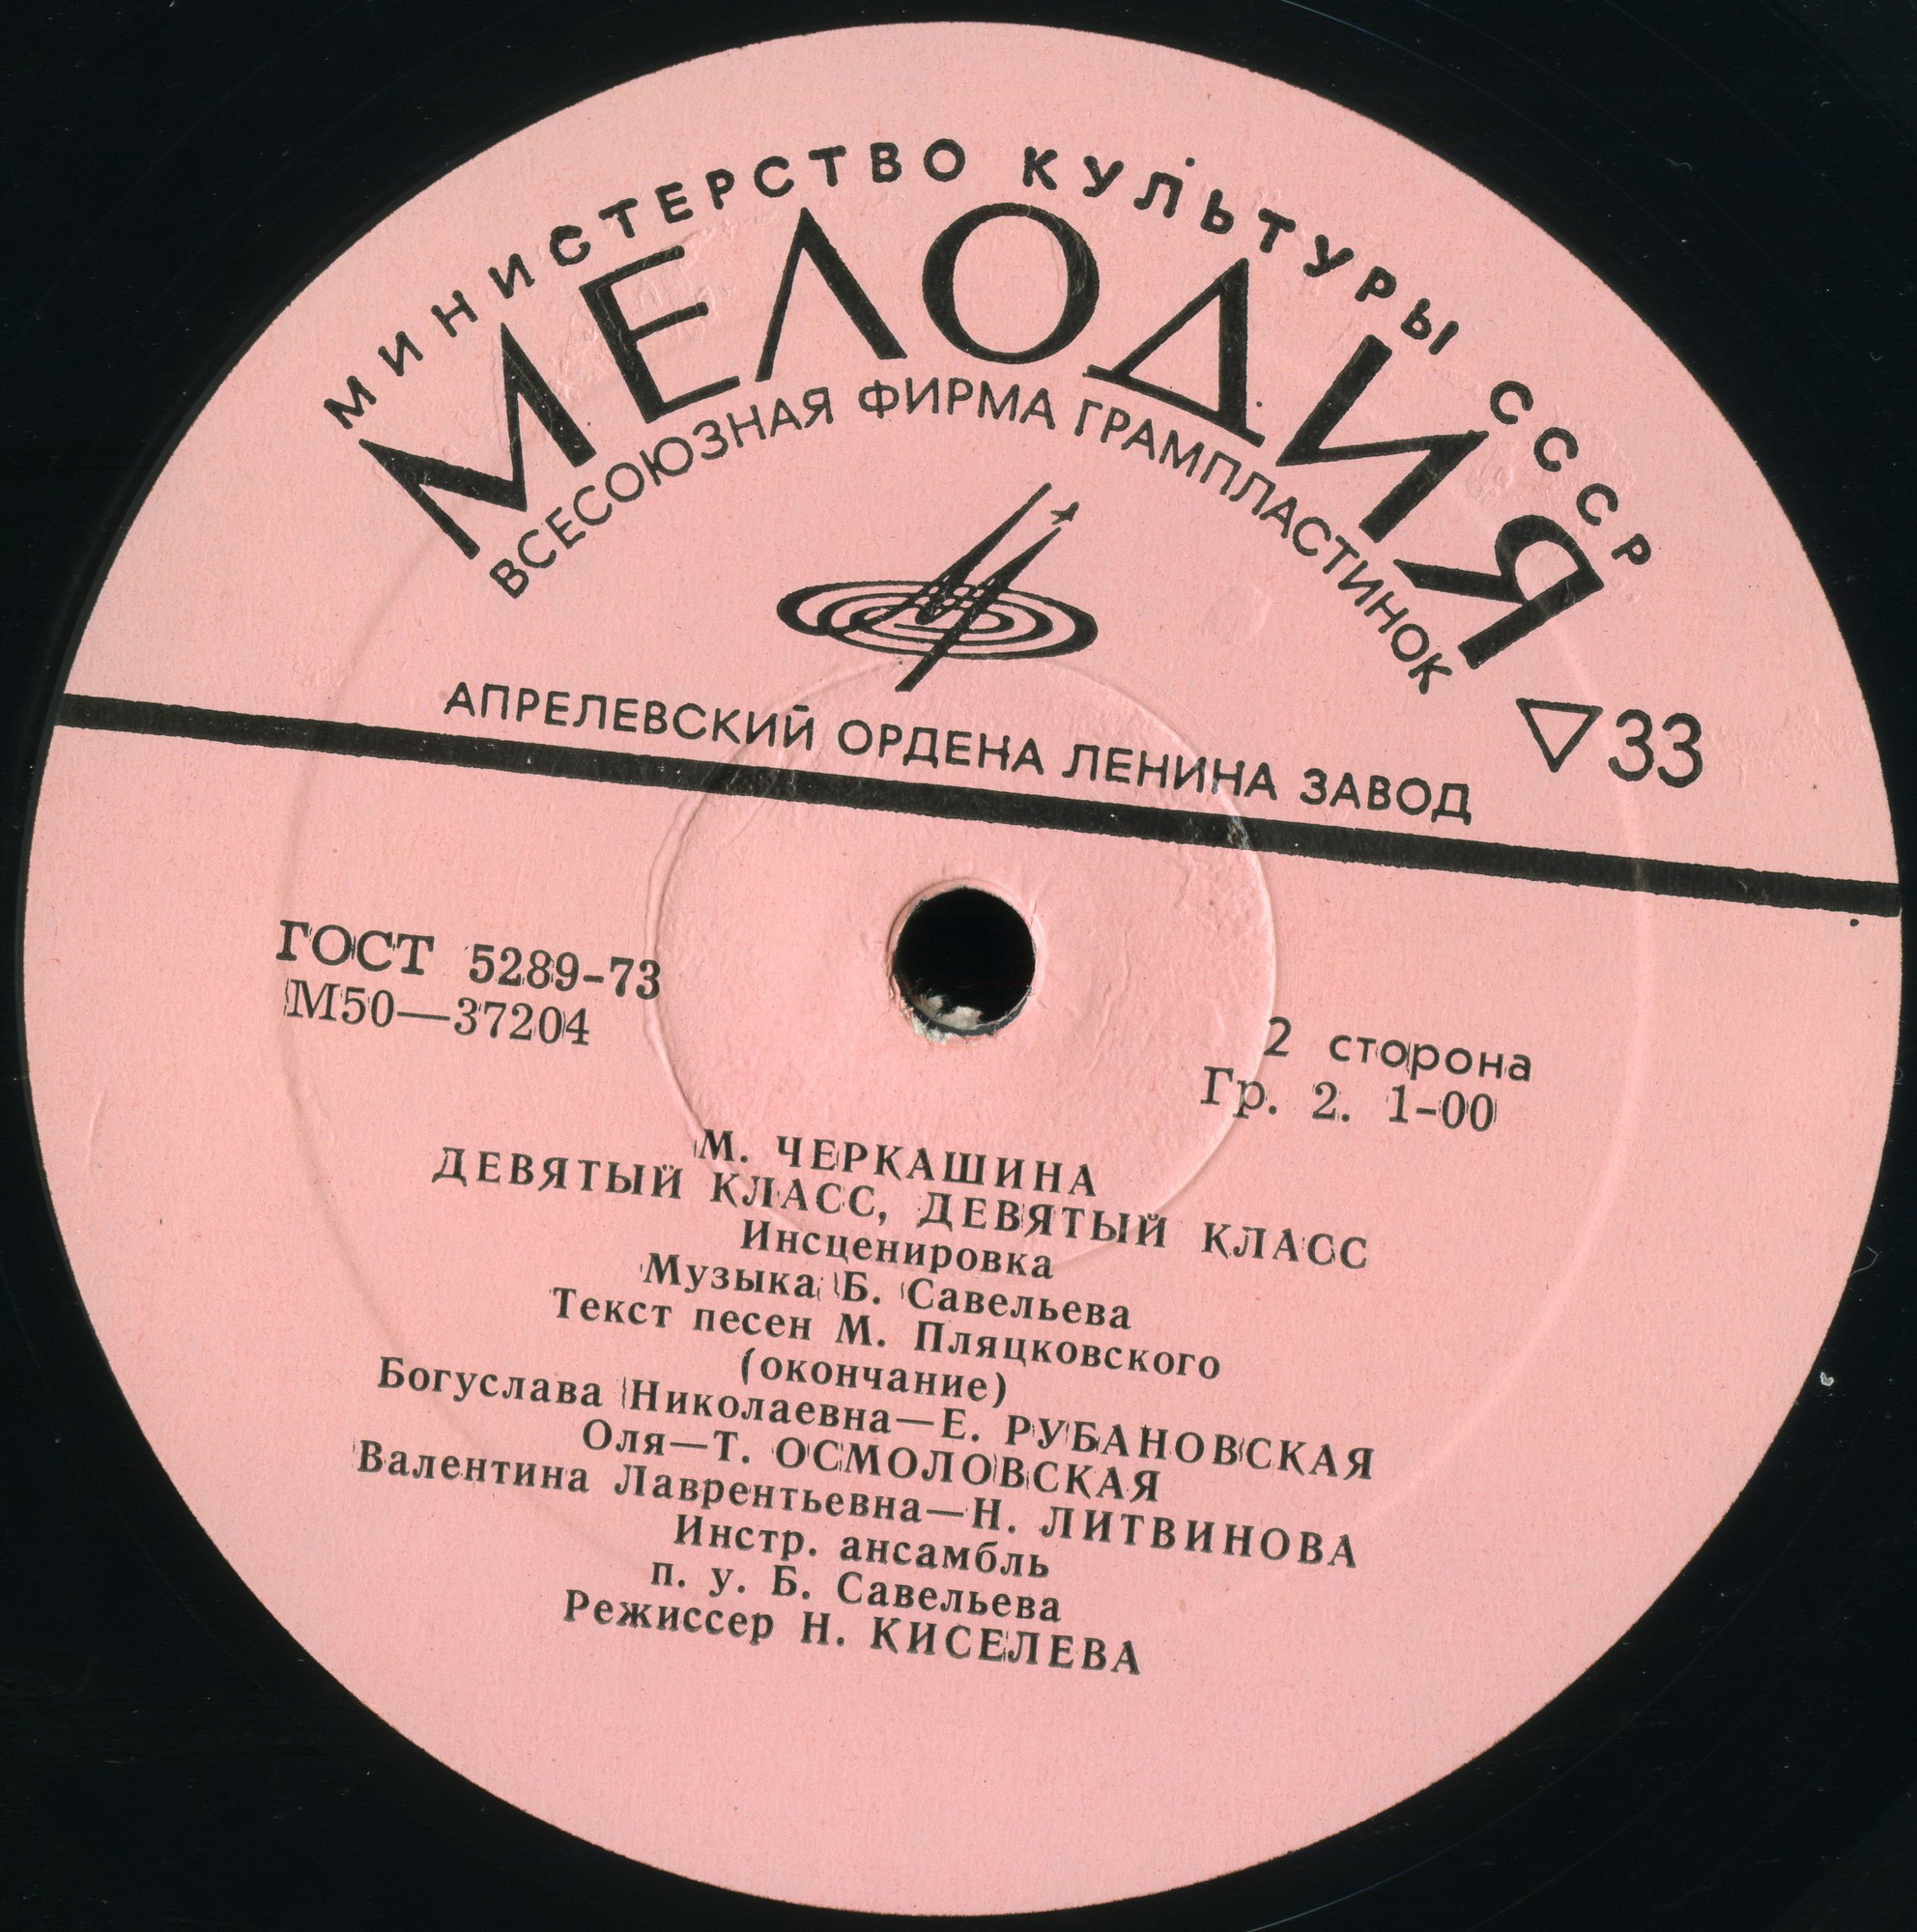 МИНИСТЕРСТВО КУЛЬТУРЫ СССР
МЕЛОДИЯ
ВСЕСОЮЗНАЯ ФИРМА ГРАМПЛАСТИНОК
АПРЕЛЕВСКИЙ ОРДЕНА ЛЕНИНА ЗАВОД
33
ГОСТ 5289-73
М50—37204
2 сторона
Гр. 2. 1-00
М. ЧЕРКАШИНА
ДЕВЯТЫЙ КЛАСС, ДЕВЯТЫЙ КЛАСС
Инсценировка
Музыка Б. Савельева
Текст песен М. Пляцковского
(окончание)
Богуслава Николаевна—Е. РУБАНОВСКАЯ
Оля—Т. ОСМОЛОВСКАЯ
Валентина Лаврентьевна—Н. ЛИТВИНОВА
Инстр. ансамбль
п. у. Б. Савельева
Режиссер Н. КИСЕЛЕВА